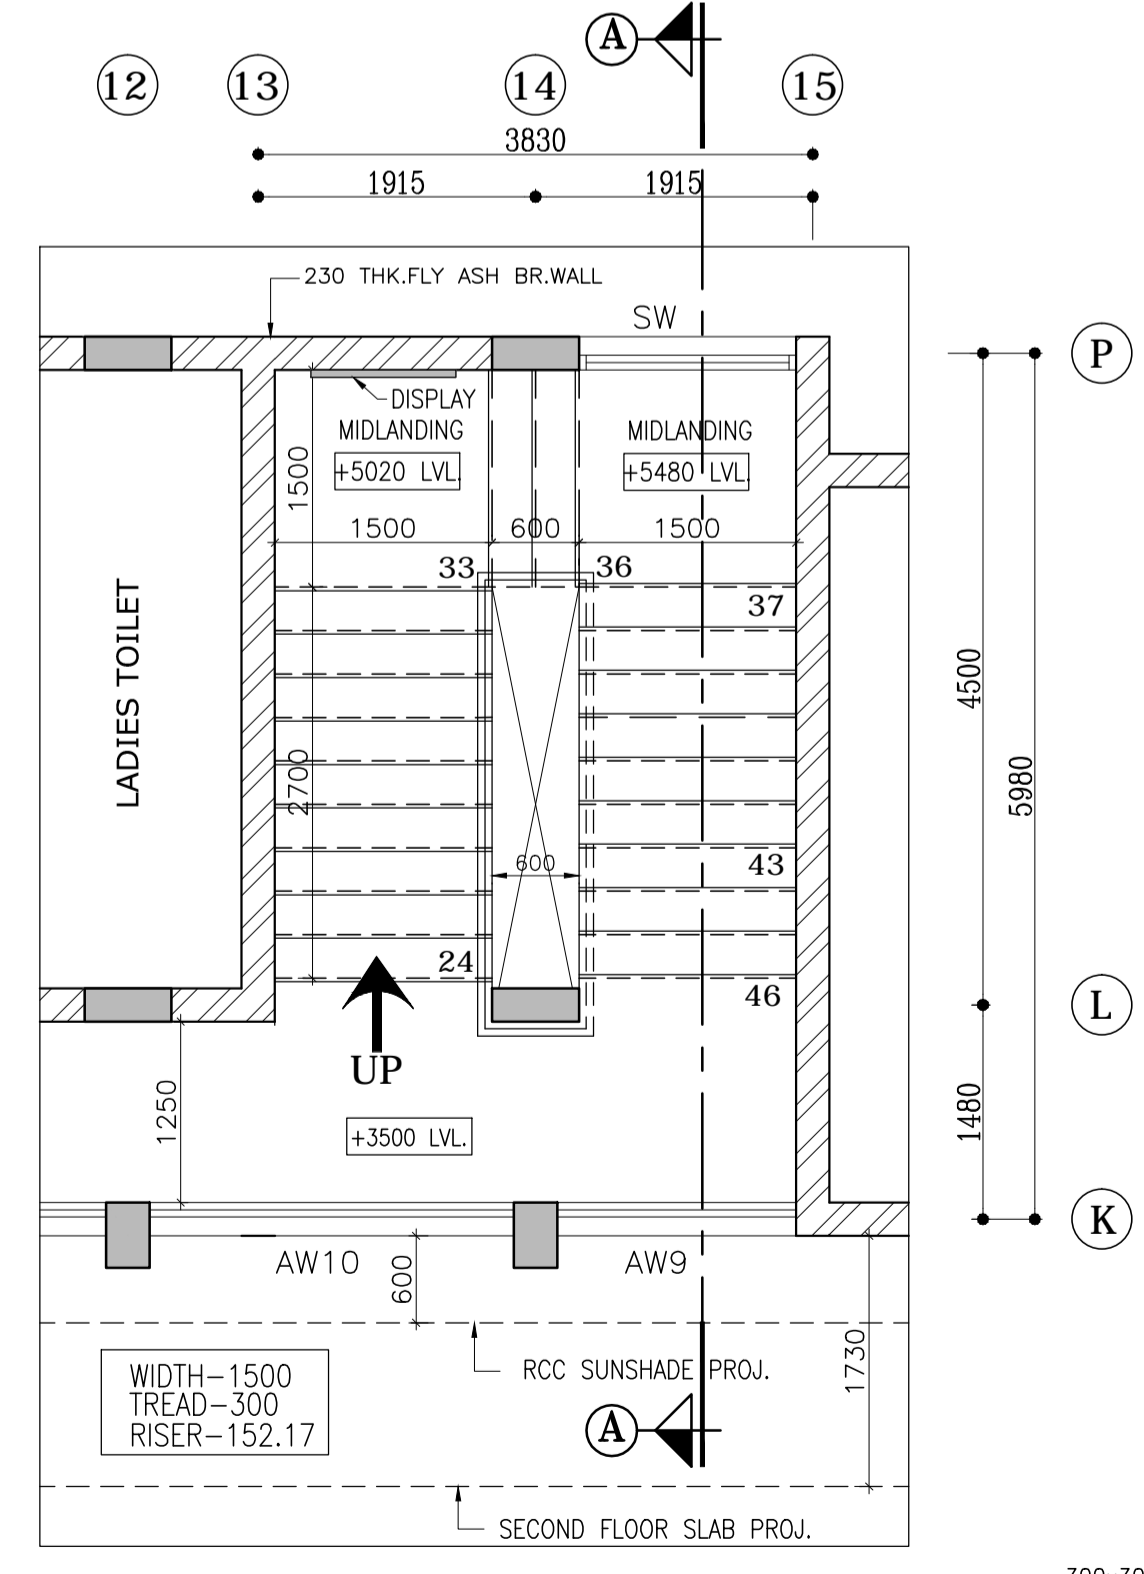 A
12 13 14 15
3830
1915 1915
230 THK.FLY ASH BR.WALL
SW
P
DISPLAY
MIDLANDING MIDLANDING
+5020 LVL. +5480 LVL.
1500
1500 600 1500
33 36
37
LADIES TOILET
4500
2700
5980
600
43
24
46
L
UP
1250
1480
+3500 LVL.
K
AW10 AW9
600
RCC SUNSHADE PROJ.
1730
WIDTH-1500
TREAD-300
RISER-152.17
A
SECOND FLOOR SLAB PROJ.